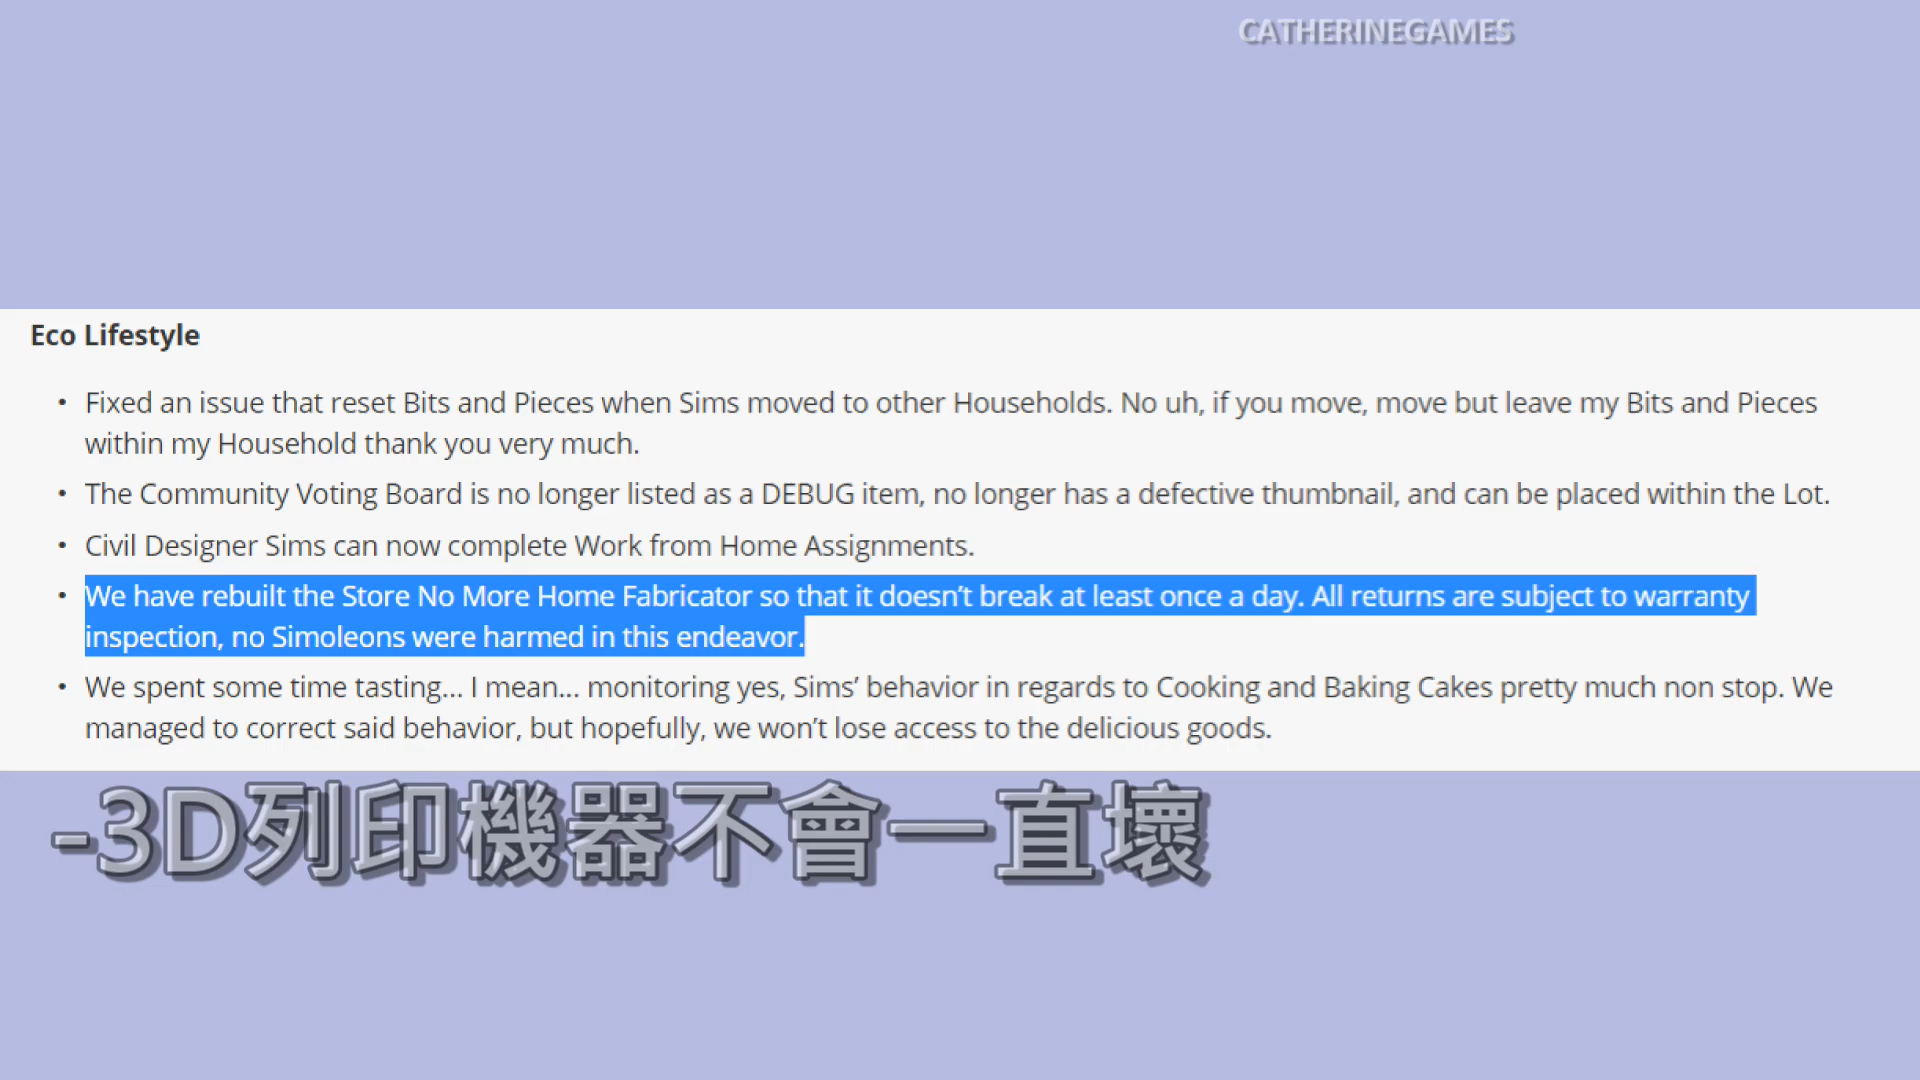 CATHERINEGAMES
Eco Lifestyle
• Fixed an issue that reset Bits and Pieces when Sims moved to other Households. No uh, if you move, move but leave my Bits and Pieces
within my Household thank you very much.
• The Community Voting Board is no longer listed as a DEBUG item, no longer has a defective thumbnail, and can be placed within the Lot.
• Civil Designer Sims can now complete Work from Home Assignments.
• We have rebuilt the Store No More Home Fabricator so that it doesn’t break at least once a day. All returns are subject to warranty
inspection, no Simoleons were harmed in this endeavor.
• We spent some time tasting... I mean... monitoring yes, Sims’ behavior in regards to Cooking and Baking Cakes pretty much non stop. We
managed to correct said behavior, but hopefully, we won’t lose access to the delicious goods.
-3D列印機器不會一直壞